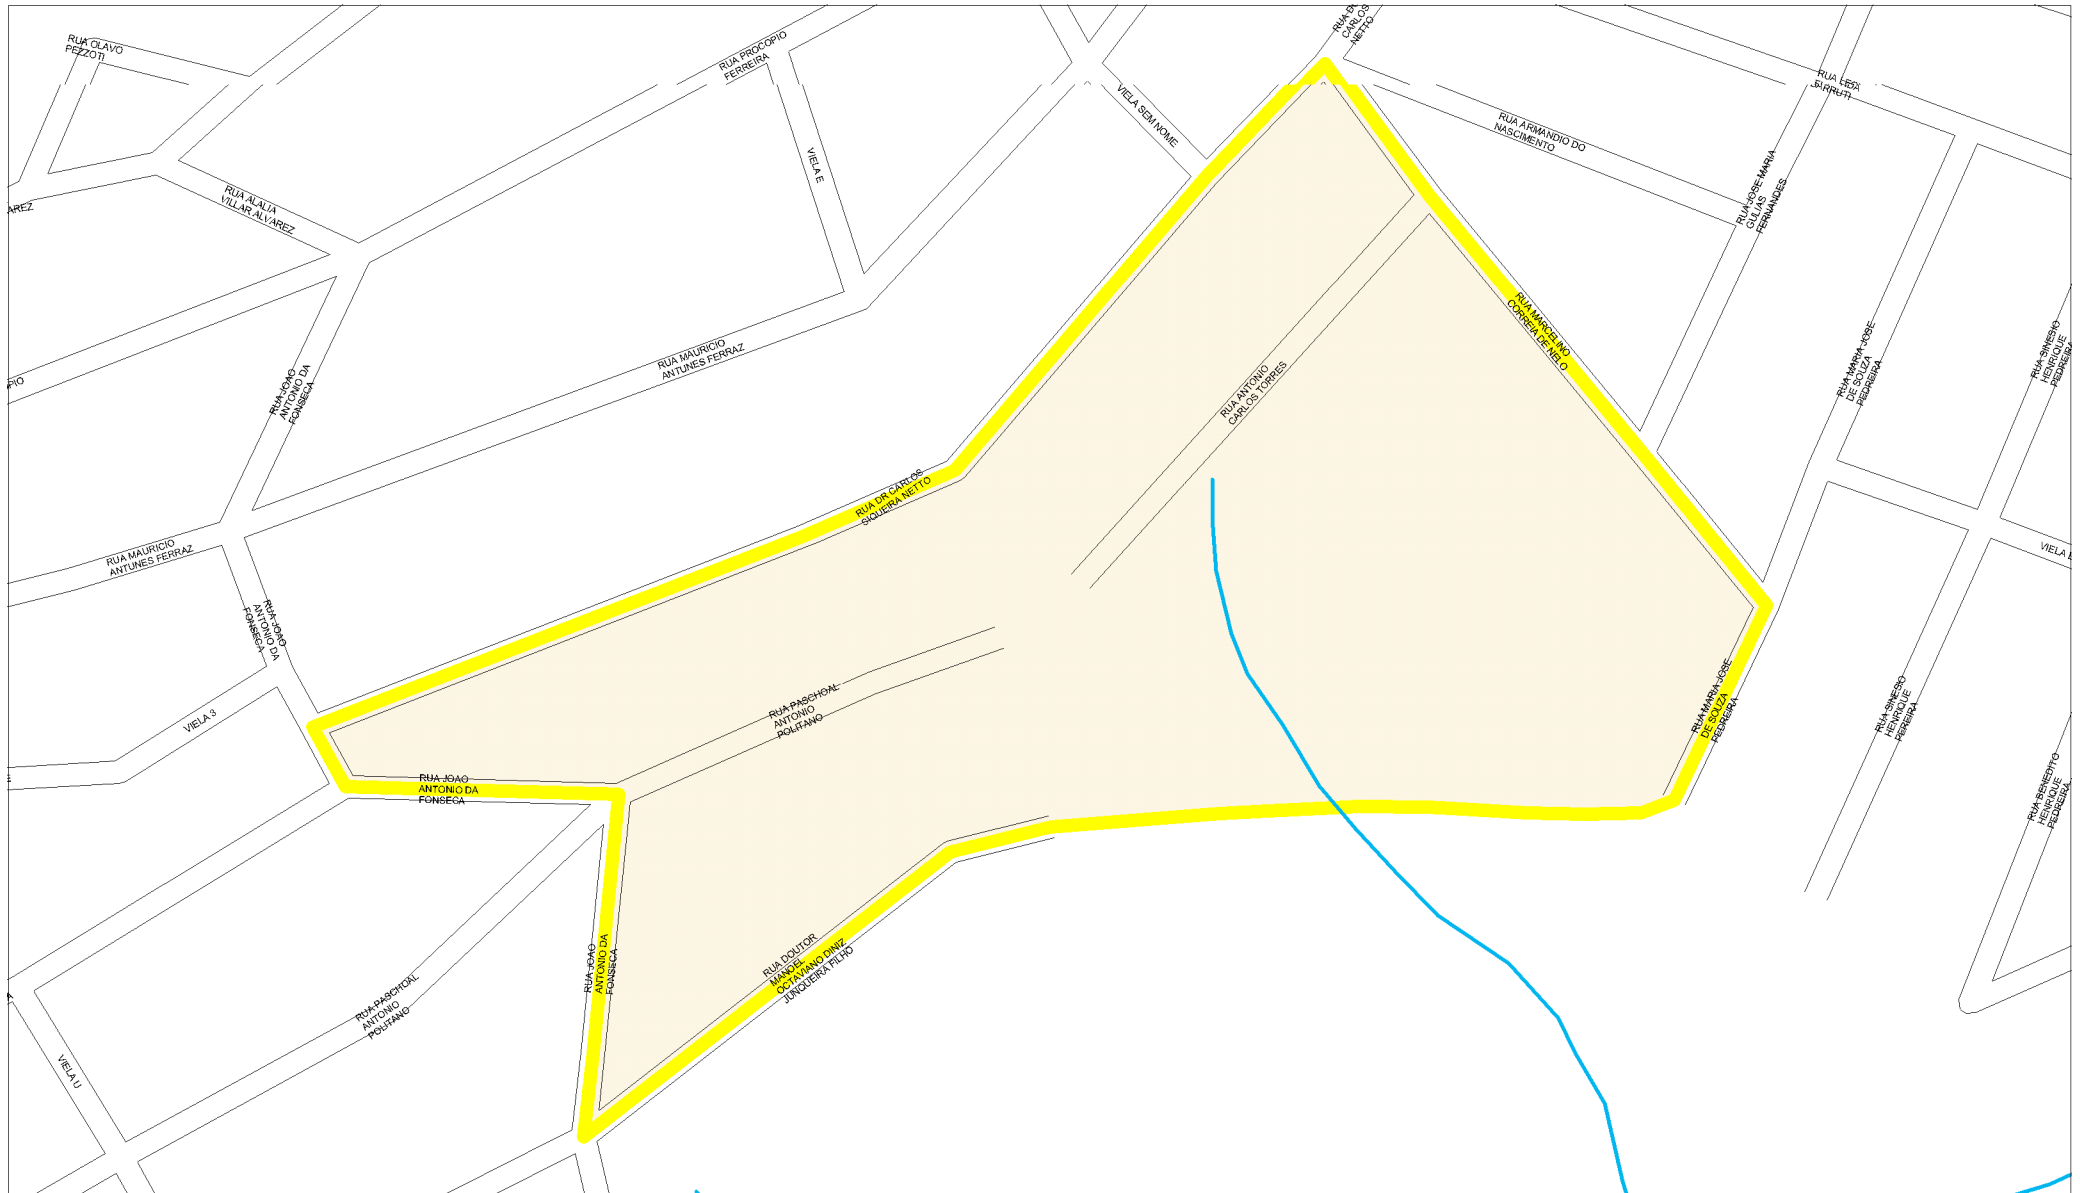 RUA OLAVO
PEZZOTI
RUA PROCOPIO
FERREIRA
CARLOS
NETTO
RUA LEDA
VIELA SEM NOME
RUA ARMANDIO DO
NASCIMENTO
VIELA E
RUA ALALIA
VILLAR ALVAREZ
AREZ
RUA JOSE MARIA
GULIAS
FERNANDES
RUA MARCELINO
CORREIA DE NELO
RUA MAURICIO
ANTUNES FERRAZ
RUA JOAO
ANTONIO DA
FONSECA
PIO
RUA ANTONIO
CARLOS TORRES
RUA MARIA JOSE
DE SOUZA
PEDREIRA
RUA SINESIO
HENRIQUE
PEDREIRA
RUA DR CARLOS
SIQUEIRA NETTO
RUA MAURICIO
ANTUNES FERRAZ
VIELA
RUA JOAO
ANTONIO DA
FONSECA
VIELA 3
RUA PASCHOAL
ANTONIO
POLITANO
RUA MARIA JOSE
DE SOUZA
PEDREIRA
RUA SINESIO
HENRIQUE
PEREIRA
RUA JOAO
ANTONIO DA
FONSECA
RUA BENEDITO
HENRIQUE
PEDREIRA
RUA JOAO
ANTONIO DA
FONSECA
RUA DOUTOR
MANOEL
OCTAVIANO DINIZ
JUNQUEIRA FILHO
RUA PASCHOAL
ANTONIO
POLITANO
VIELA U